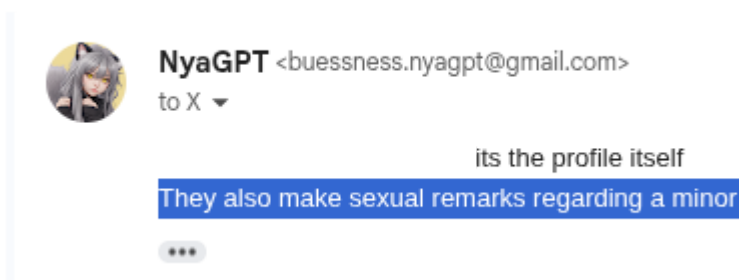 NyaGPT <buessness.nyagpt@gmail.com>
to X
its the profile itself
They also make sexual remarks regarding a minor